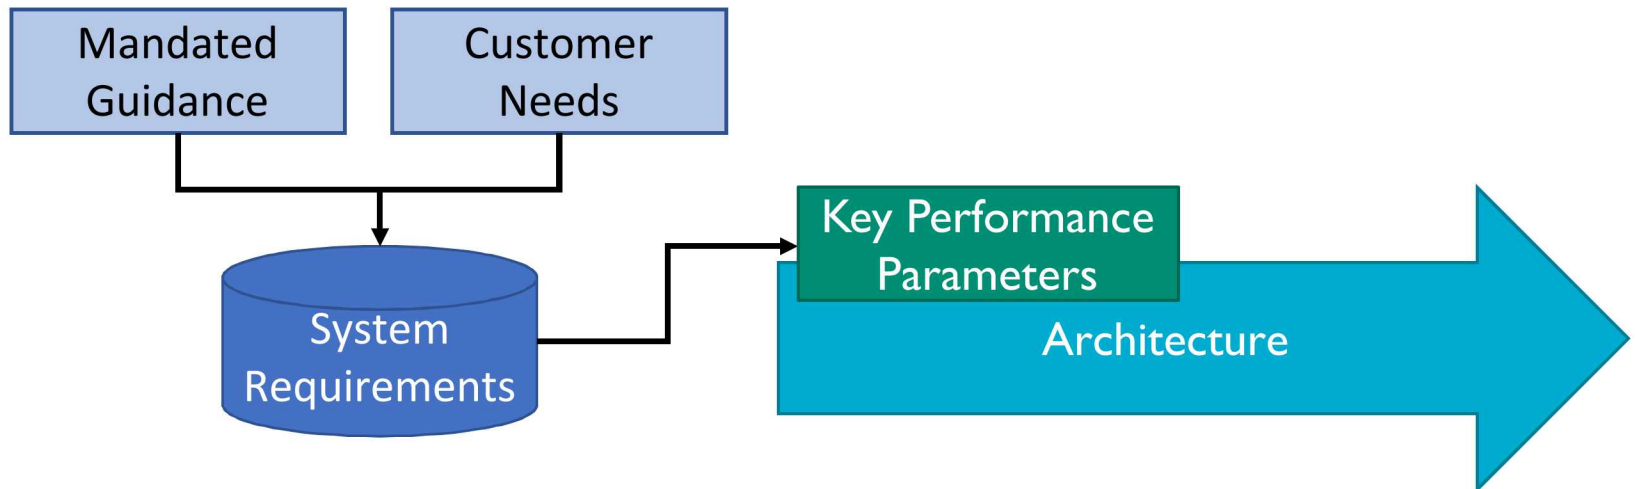 Mandated
Guidance
Customer
Needs
System
Requirements
Key Performance
Parameters
Architecture